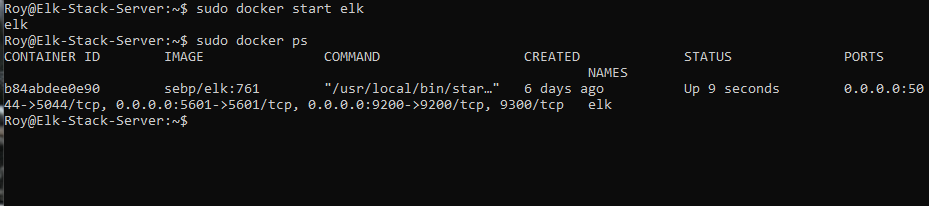 Roy@Elk-Stack-Server:~$ sudo docker start elk
elk
Roy@Elk-Stack-Server:~$ sudo docker ps
CONTAINER ID        IMAGE               COMMAND                  CREATED             STATUS              PORTS
                                                                         NAMES
b84abdee0e90        sebp/elk:761        "/usr/local/bin/star…"   6 days ago          Up 9 seconds        0.0.0.0:50
44->5044/tcp, 0.0.0.0:5601->5601/tcp, 0.0.0.0:9200->9200/tcp, 9300/tcp   elk
Roy@Elk-Stack-Server:~$